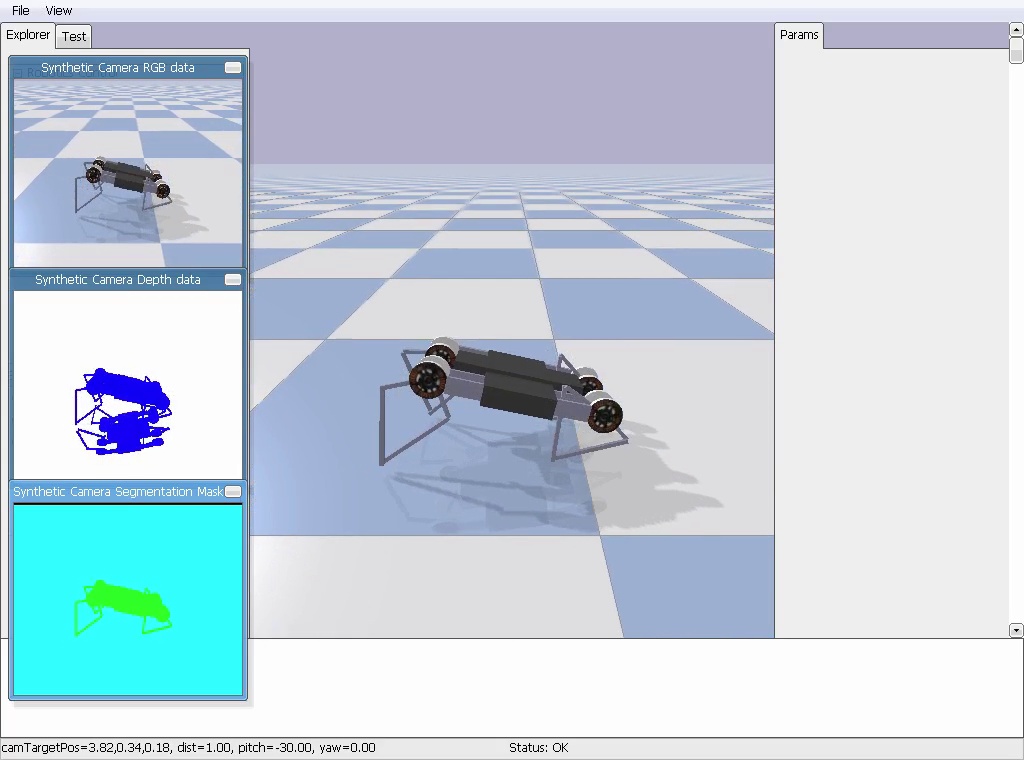 File View
Explorer Test
Params
Synthetic Camera RGB data
Synthetic Camera Depth data
Synthetic Camera Segmentation Mask
camTargetPos=3.82,0.34,0.18, dist=1.00, pitch=-30.00, yaw=0.00 Status: OK